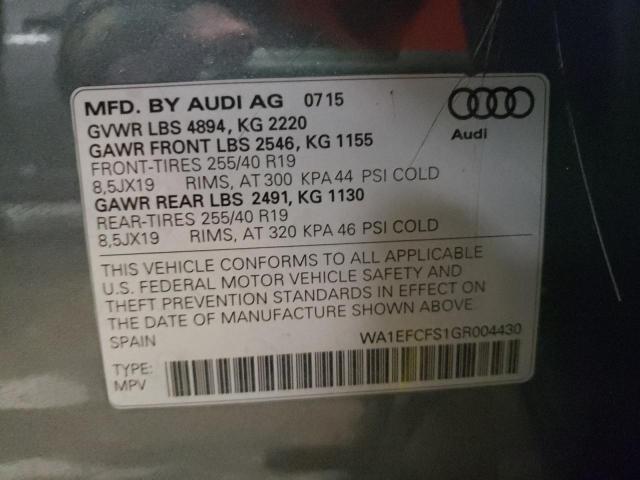 MFD. BY AUDI AG 0715
GVWR LBS 4894, KG 2220
GAWR FRONT LBS 2546, KG 1155
FRONT-TIRES 255/40 R19
8,5JX19 RIMS, AT 300 KPA 44 PSI COLD
GAWR REAR LBS 2491, KG 1130
REAR-TIRES 255/40 R19
8,5JX19 RIMS, AT 320 KPA 46 PSI COLD
Audi
THIS VEHICLE CONFORMS TO ALL APPLICABLE
U.S. FEDERAL MOTOR VEHICLE SAFETY AND
THEFT PREVENTION STANDARDS IN EFFECT ON
THE DATE OF MANUFACTURE SHOWN ABOVE.
SPAIN WA1EFCFS1GR004430
TYPE:
MPV